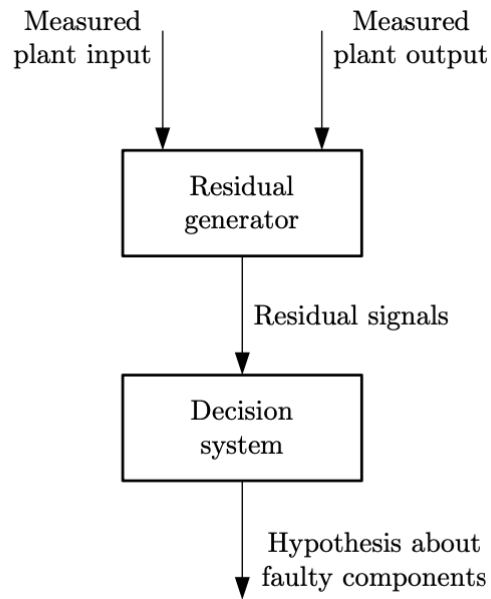 Measured
plant input
Measured
plant output
Residual
generator
Residual signals
Decision
system
Hypothesis about
faulty components